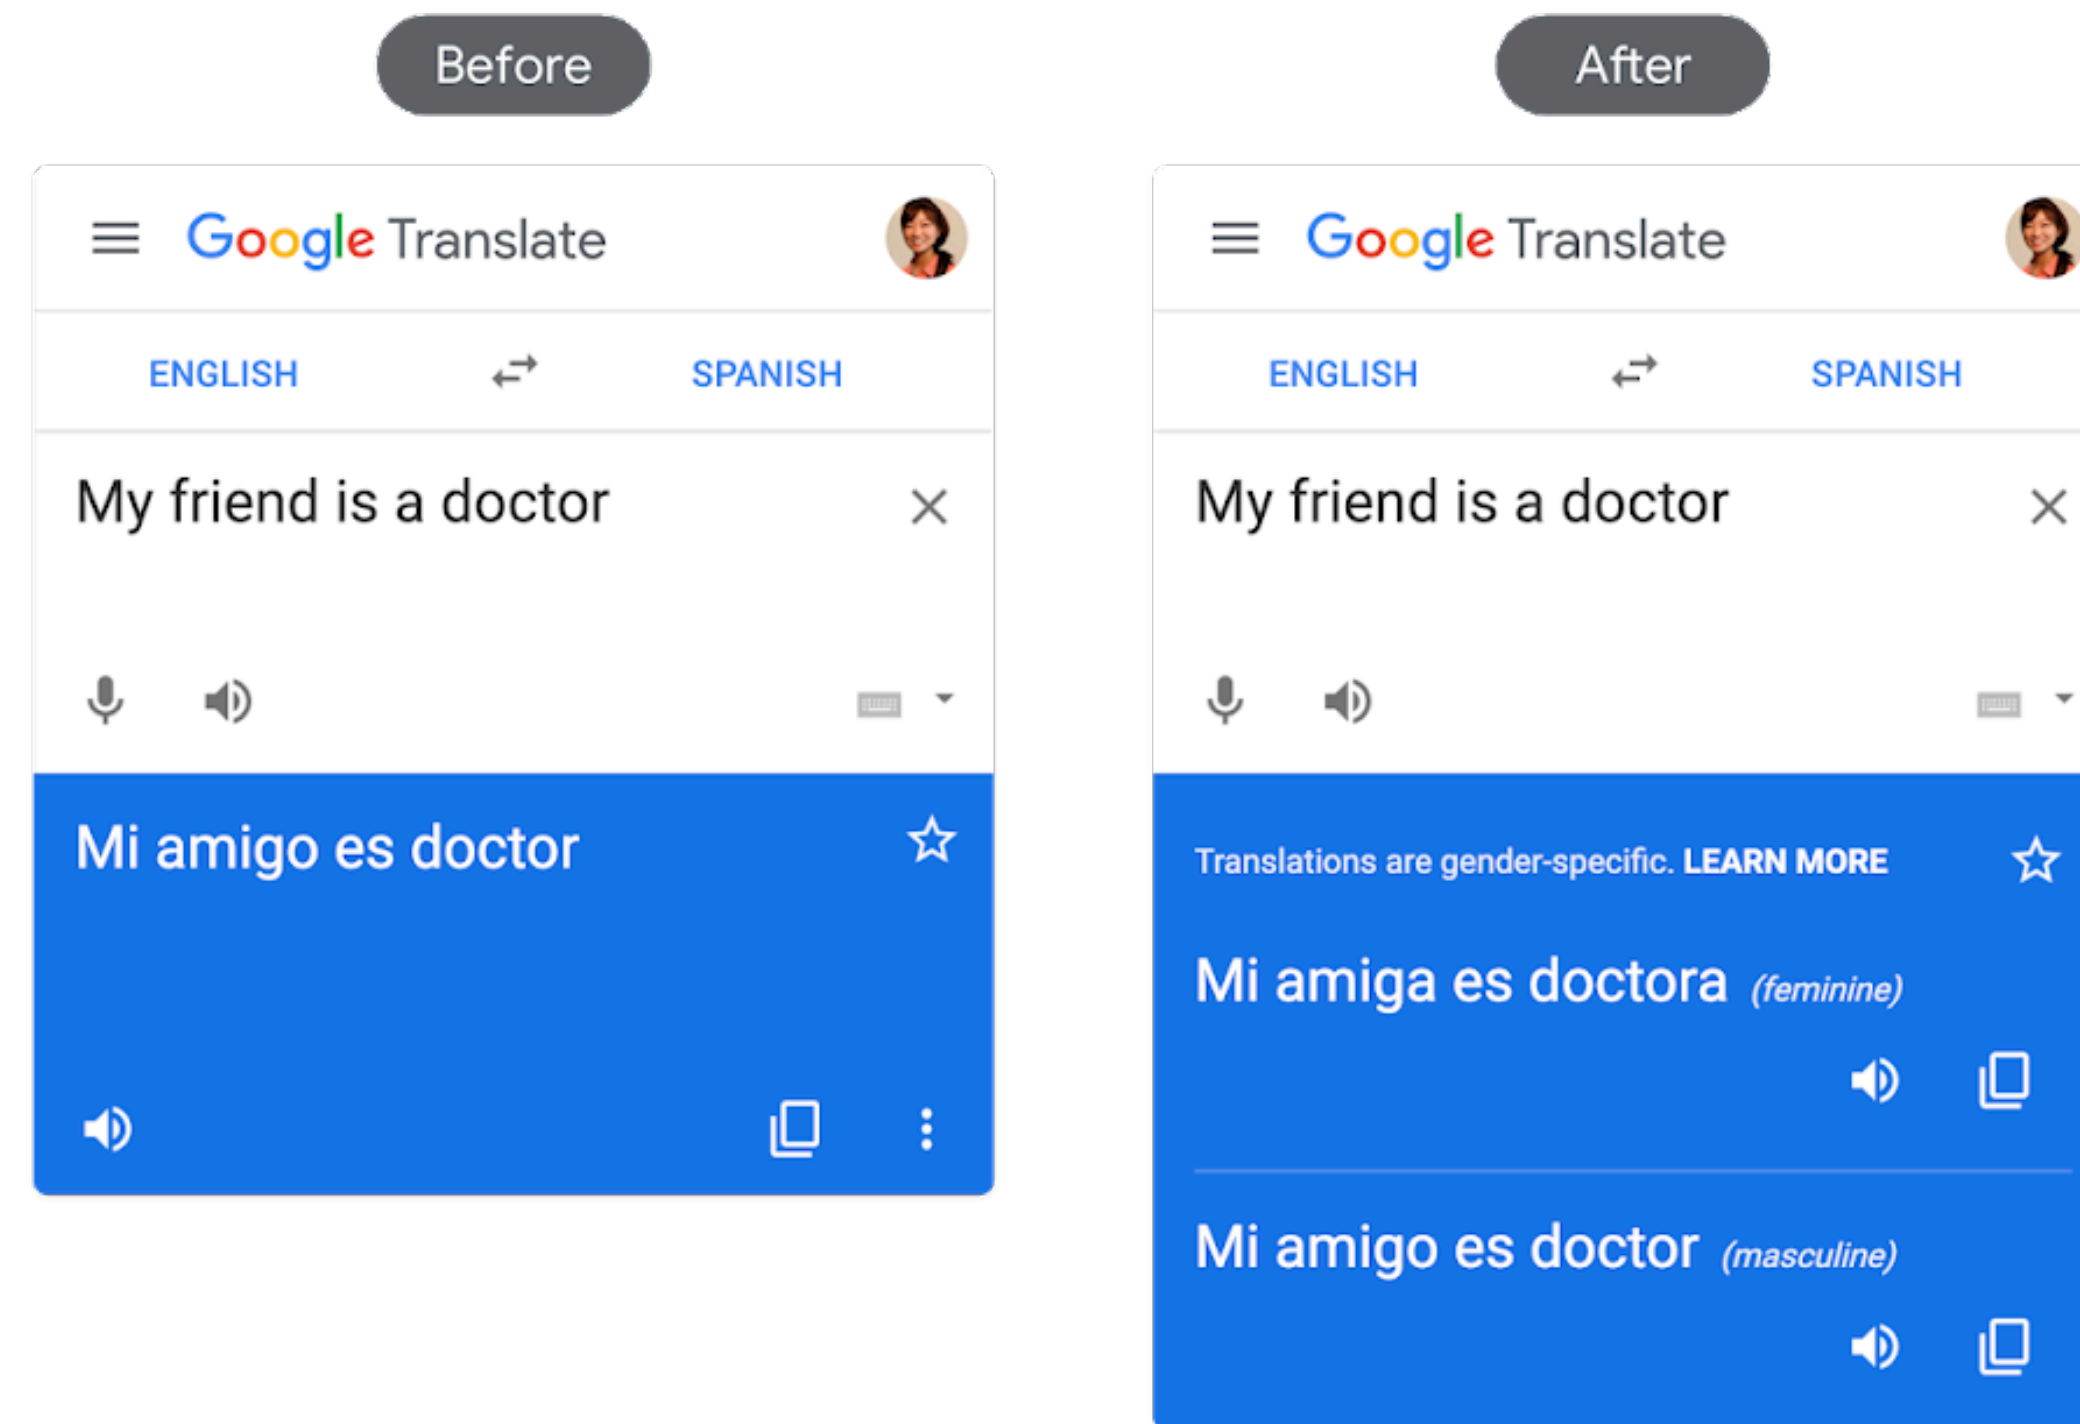 Before
Google Translate
ENGLISH SPANISH
My friend is a doctor
Mi amigo es doctor
After
Google Translate
ENGLISH SPANISH
My friend is a doctor
Translations are gender-specific. LEARN MORE
Mi amiga es doctora (feminine)
Mi amigo es doctor (masculine)